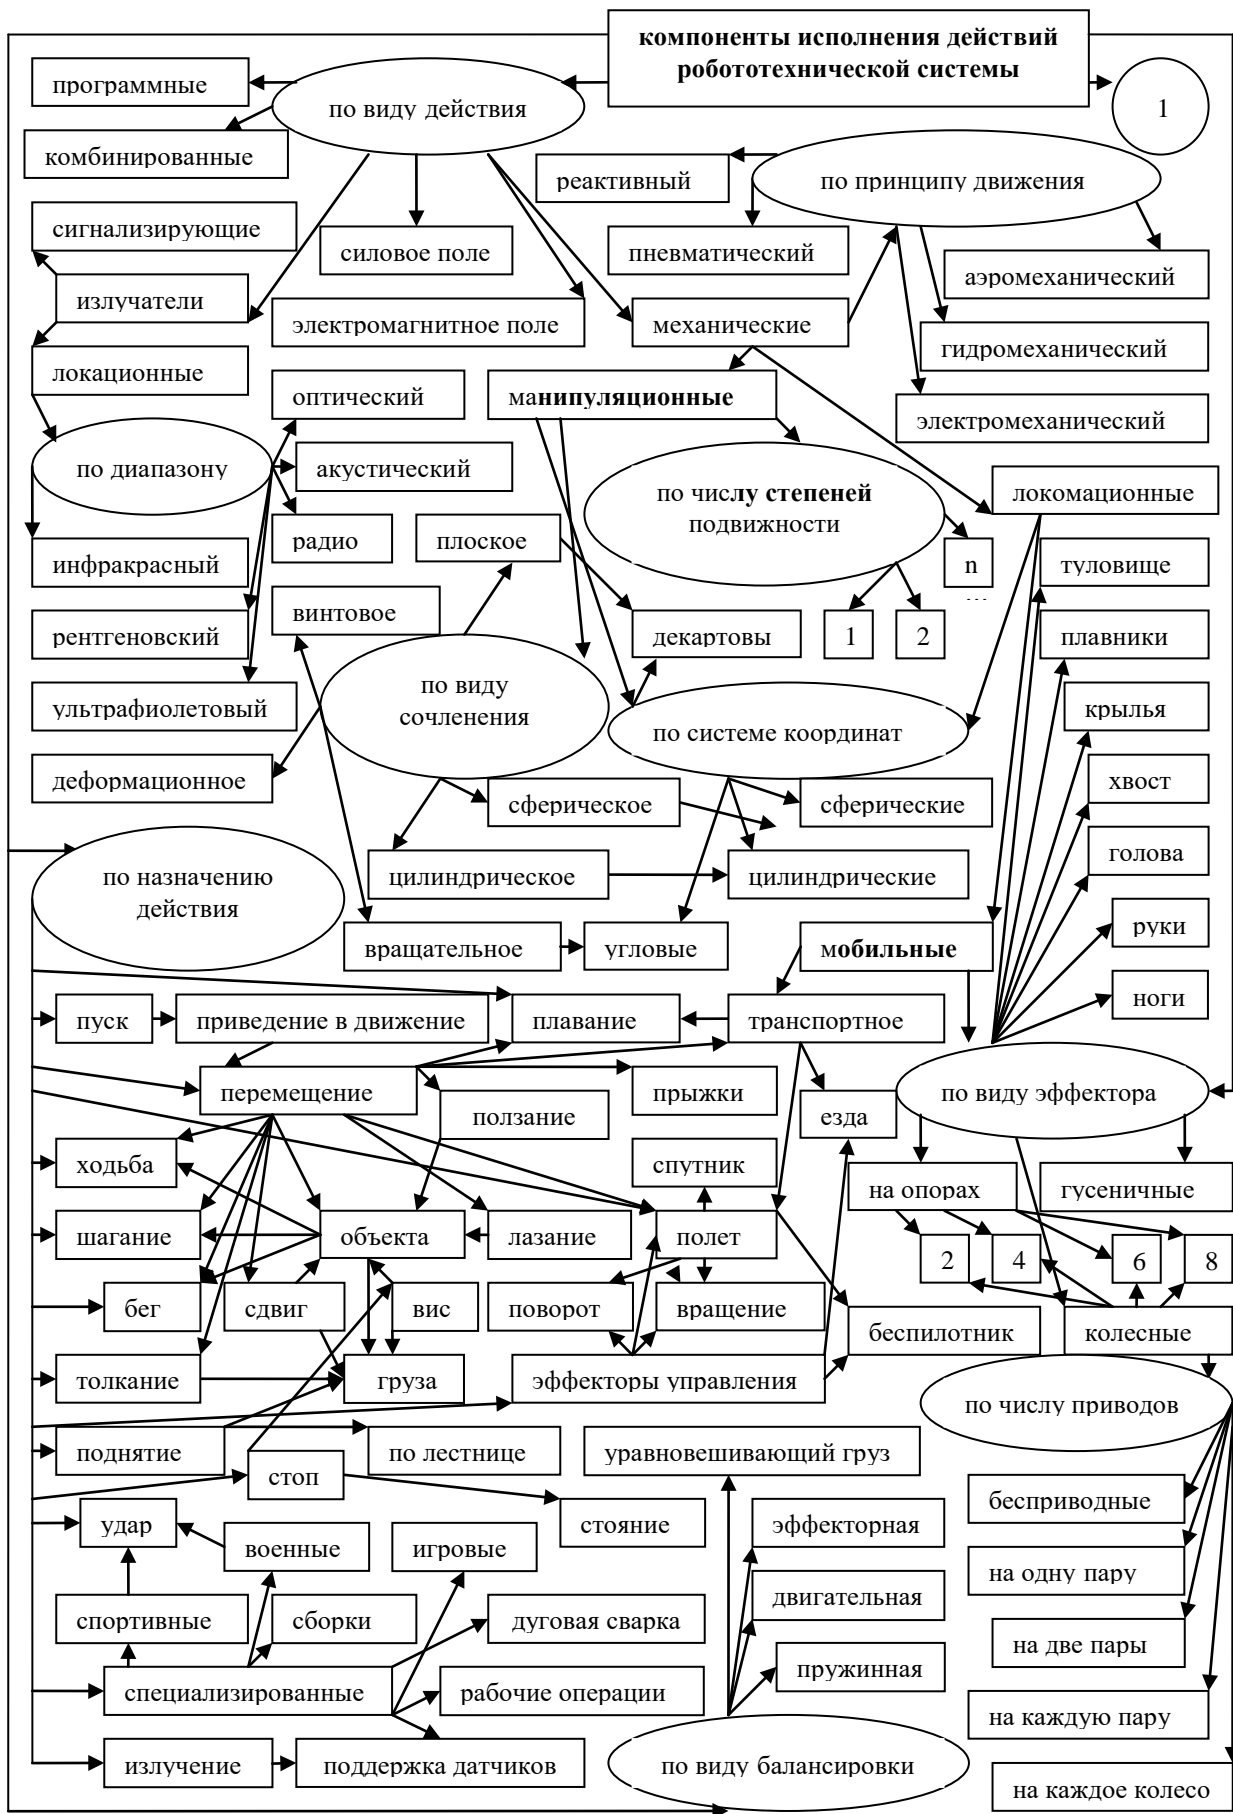 компоненты исполнения действий
робототехнической системы
программные
по виду действия
1
комбинированные
реактивный
по принципу движения
сигнализирующие
силовое поле
пневматический
аэромеханический
излучатели
электромагнитное поле
механические
гидромеханический
локационные
оптический
манипуляционные
электромеханический
по диапазону
акустический
по числу степеней
подвижности
локомационные
инфракрасный
радио
плоское
n
...
туловище
рентгеновский
винтовое
декартовы
1
2
плавники
ультрафиолетовый
по виду
сочленения
по системе координат
крылья
деформационное
сферическое
сферические
хвост
по назначению
действия
цилиндрическое
цилиндрические
голова
вращательное
угловые
мобильные
руки
пуск
приведение в движение
плавание
транспортное
ноги
перемещение
ползание
прыжки
езда
по виду эффектора
ходьба
спутник
на опорах
гусеничные
шагание
объекта
лазание
полет
2
4
6
8
бег
сдвиг
вис
поворот
вращение
беспилотник
колесные
толкание
груза
эффекторы управления
по числу приводов
поднятие
стоп
по лестнице
уравновешивающий груз
бесприводные
удар
военные
игровые
стояние
эффекторная
на одну пару
спортивные
сборки
дуговая сварка
двигательная
на две пары
специализированные
рабочие операции
пружинная
на каждую пару
излучение
поддержка датчиков
по виду балансировки
на каждое колесо